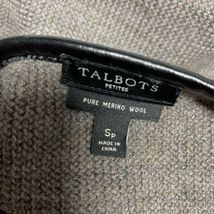 TALBOTS
PETITES
PURE MERINO WOOL
Sp
MADE IN
CHINA